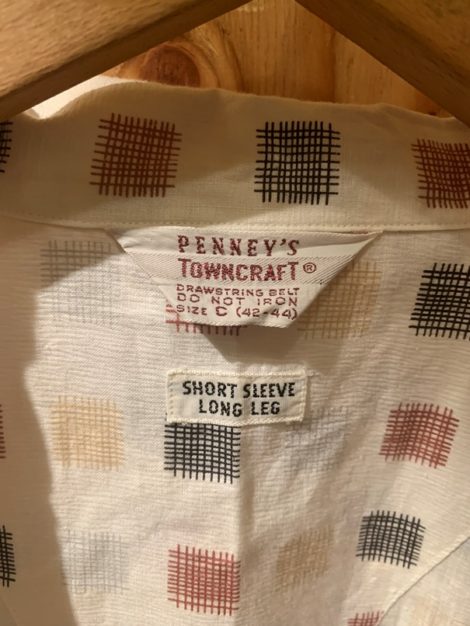 PENNEY'S
TOWNCRAFT®
DRAWSTRING BELT
DO NOT IRON
SIZE C (42-44)
SHORT SLEEVE
LONG LEG